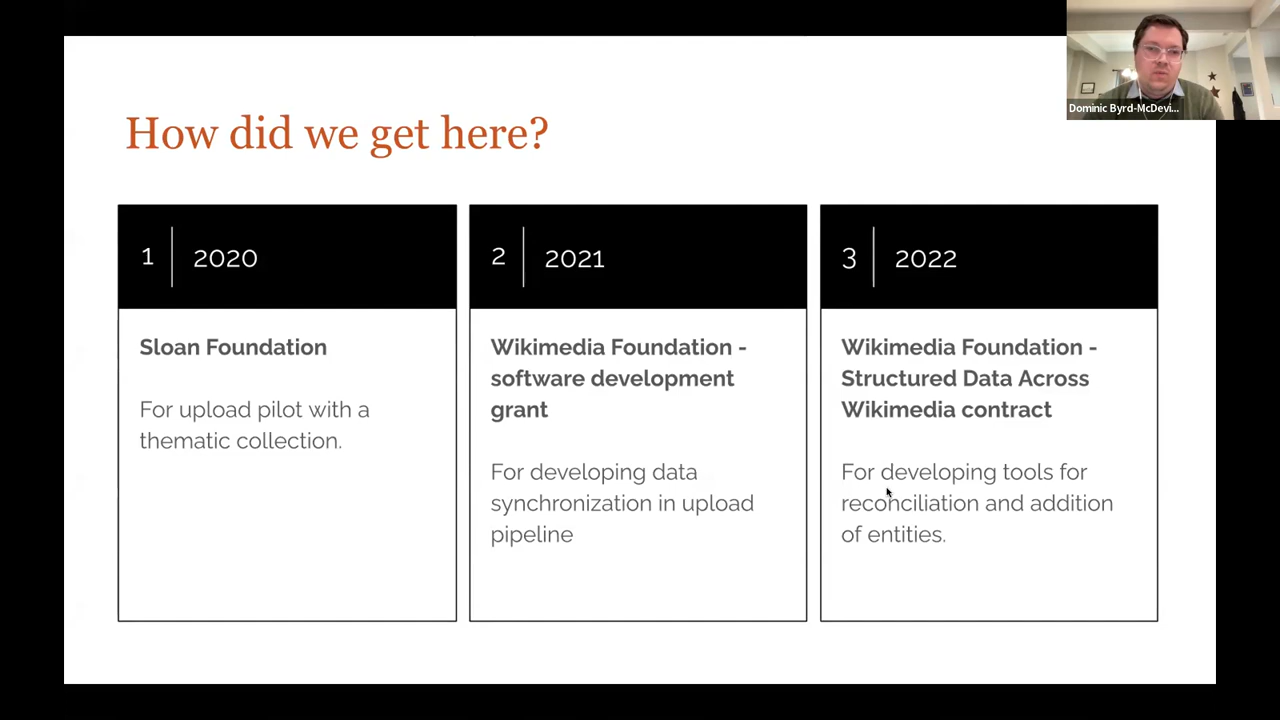 Dominic Byrd-McDevi...
How did we get here?
1
2020
Sloan Foundation
For upload pilot with a
thematic collection.
2
2021
Wikimedia Foundation -
software development
grant
For developing data
synchronization in upload
pipeline
3
2022
Wikimedia Foundation -
Structured Data Across
Wikimedia contract
For developing tools for
reconciliation and addition
of entities.